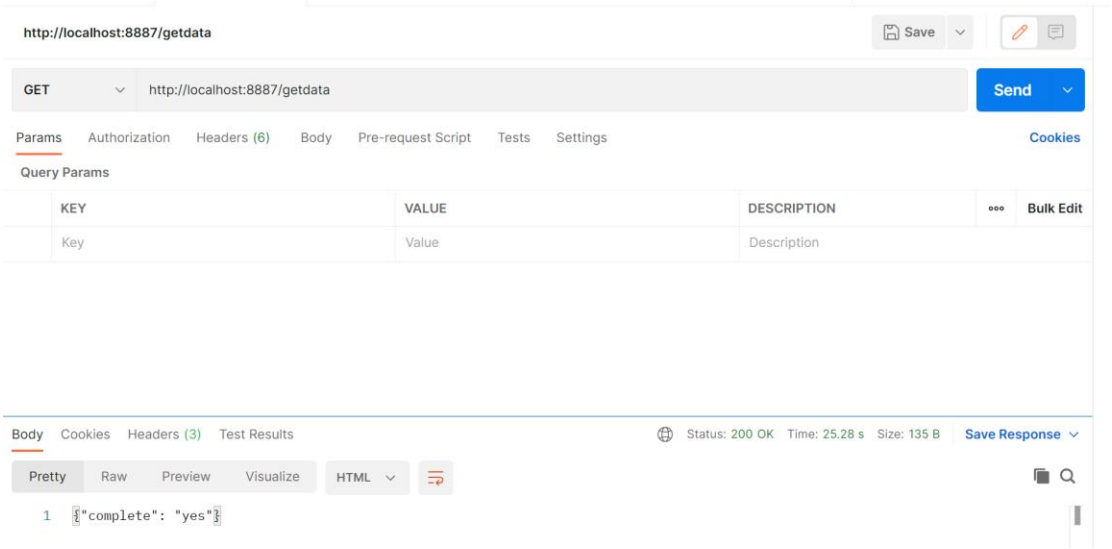 http://localhost:8887/getdata Save
GET http://localhost:8887/getdata Send
Params Authorization Headers (6) Body Pre-request Script Tests Settings Cookies
Query Params
KEY VALUE DESCRIPTION ooo Bulk Edit
Key Value Description
Body Cookies Headers (3) Test Results Status: 200 OK Time: 25.28 s Size: 135 B Save Response
Pretty Raw Preview Visualize HTML
1 {"complete": "yes"}